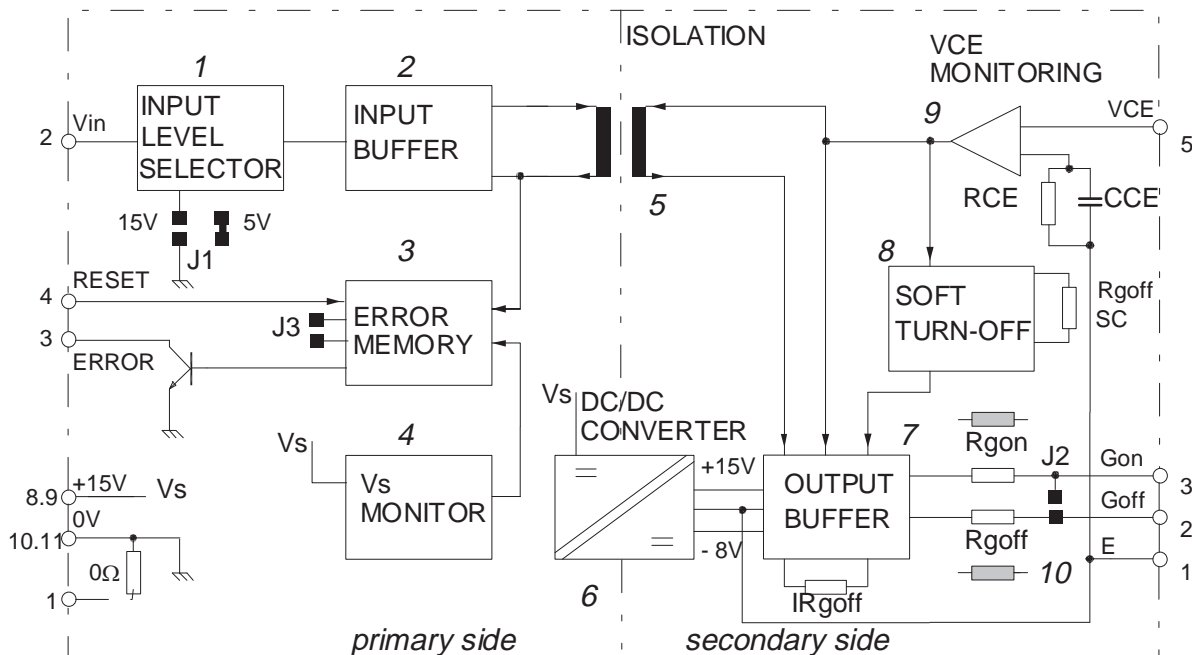 ISOLATION
1
INPUT
LEVEL
SELECTOR
2
INPUT
BUFFER
VCE
MONITORING
9
VCE
5
2
Vin
15V
5V
J1
5
RCE
CCE
3
ERROR
MEMORY
8
SOFT
TURN-OFF
Rgoff
SC
4
RESET
J3
3
ERROR
4
Vs
MONITOR
Vs
Vs
DC/DC
CONVERTER
6
+15V
- 8V
7
OUTPUT
BUFFER
IRgoff
Rgon
J2
Gon
3
Goff
2
Rgoff
E
1
10
8.9
+15V
Vs
0V
10.11
0Ω
1
primary side
secondary side